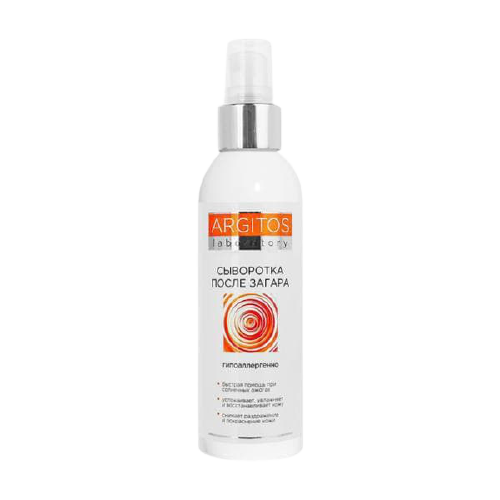 ARGITOS
laboratory
СЫВОРОТКА
ПОСЛЕ ЗАГАРА
гипоаллергенно
• быстрая помощь при
солнечных ожогах
• успокаивает, увлажняет
и восстанавливает кожу
• снимает раздражение
и покраснение кожи